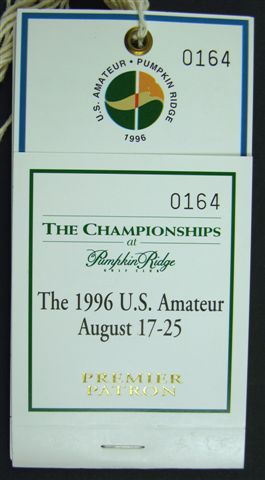 0164
U.S. AMATEUR • PUMPKIN RIDGE
1996
0164
THE CHAMPIONSHIPS
at
Pumpkin Ridge
GOLF CLUB
The 1996 U.S. Amateur
August 17-25
PREMIER
PATRON